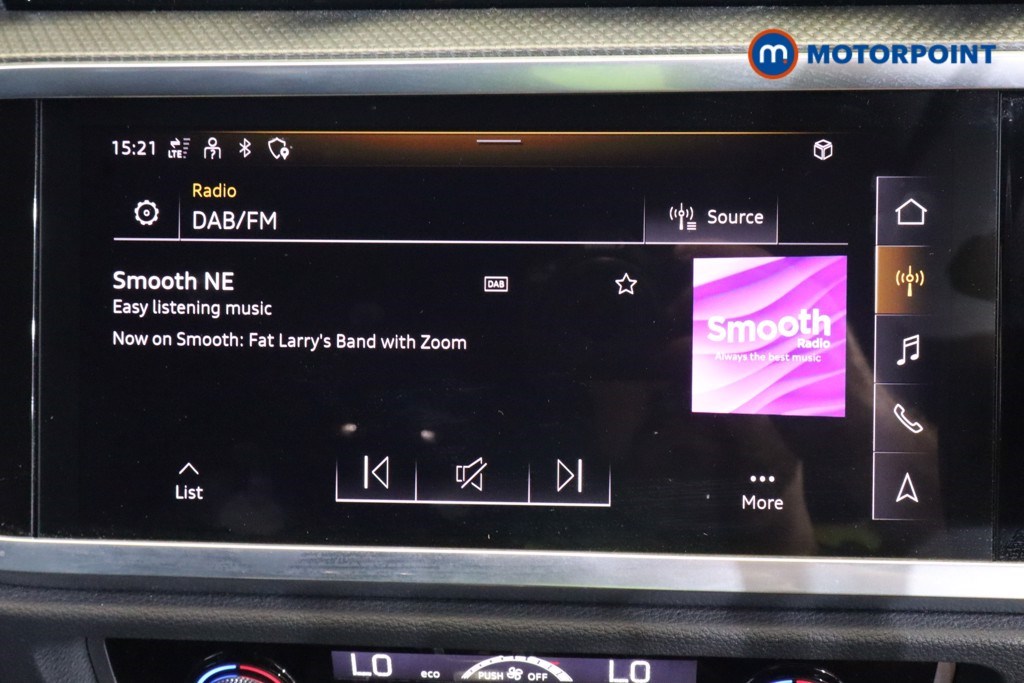 m. MOTORPOINT
15:21 LTE
Radio
DAB/FM
Source
Smooth NE
DAB
Easy listening music
Now on Smooth: Fat Larry's Band with Zoom
Smooth
Radio
Always the best music
List
More
LO eco PUSH OFF LO